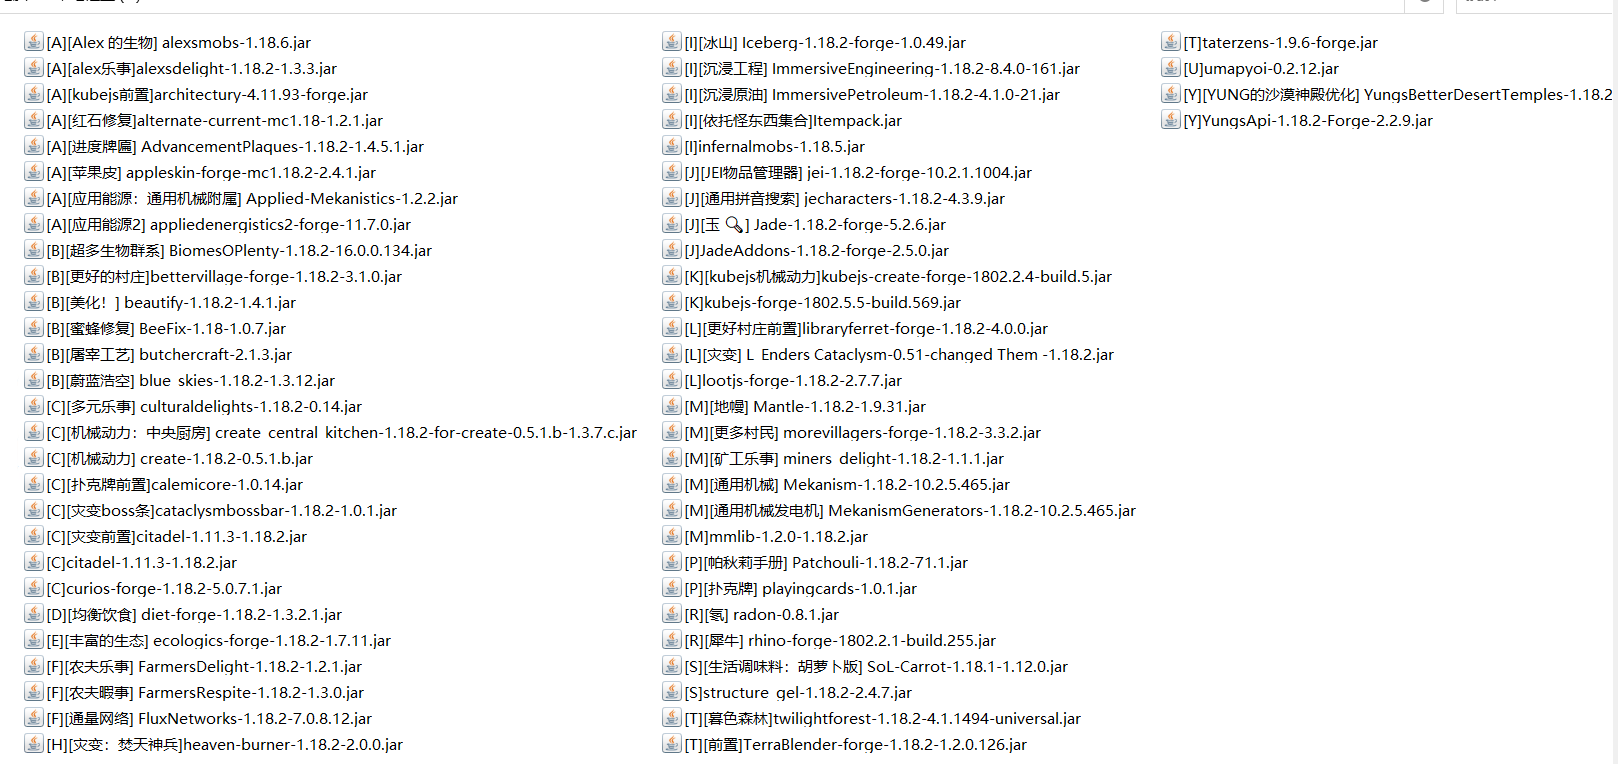 [A][Alex 的生物] alexsmobs-1.18.6.jar
[A][alex乐事]alexsdelight-1.18.2-1.3.3.jar
[A][kubejs前置]architectury-4.11.93-forge.jar
[A][红石修复]alternate-current-mc1.18-1.2.1.jar
[A][进度牌匾] AdvancementPlaques-1.18.2-1.4.5.1.jar
[A][苹果皮] appleskin-forge-mc1.18.2-2.4.1.jar
[A][应用能源：通用机械附属] Applied-Mekanistics-1.2.2.jar
[A][应用能源2] appliedenergistics2-forge-11.7.0.jar
[B][超多生物群系] BiomesOPlenty-1.18.2-16.0.0.134.jar
[B][更好的村庄]bettervillage-forge-1.18.2-3.1.0.jar
[B][美化！] beautify-1.18.2-1.4.1.jar
[B][蜜蜂修复] BeeFix-1.18-1.0.7.jar
[B][屠宰工艺] butchercraft-2.1.3.jar
[B][蔚蓝浩空] blue_skies-1.18.2-1.3.12.jar
[C][多元乐事] culturaldelights-1.18.2-0.14.jar
[C][机械动力：中央厨房] create_central_kitchen-1.18.2-for-create-0.5.1.b-1.3.7.c.jar
[C][机械动力] create-1.18.2-0.5.1.b.jar
[C][扑克牌前置]calemicore-1.0.14.jar
[C][灾变boss条]cataclysmbossbar-1.18.2-1.0.1.jar
[C][灾变前置]citadel-1.11.3-1.18.2.jar
[C]citadel-1.11.3-1.18.2.jar
[C]curios-forge-1.18.2-5.0.7.1.jar
[D][均衡饮食] diet-forge-1.18.2-1.3.2.1.jar
[E][丰富的生态] ecologics-forge-1.18.2-1.7.11.jar
[F][农夫乐事] FarmersDelight-1.18.2-1.2.1.jar
[F][农夫暇事] FarmersRespite-1.18.2-1.3.0.jar
[F][通量网络] FluxNetworks-1.18.2-7.0.8.12.jar
[H][灾变：焚天神兵]heaven-burner-1.18.2-2.0.0.jar
[I][冰山] Iceberg-1.18.2-forge-1.0.49.jar
[I][沉浸工程] ImmersiveEngineering-1.18.2-8.4.0-161.jar
[I][沉浸原油] ImmersivePetroleum-1.18.2-4.1.0-21.jar
[I][依托怪东西集合]Itempack.jar
[I]infernalmobs-1.18.5.jar
[J][JEI物品管理器] jei-1.18.2-forge-10.2.1.1004.jar
[J][通用拼音搜索] jecharacters-1.18.2-4.3.9.jar
[J][玉 🔍] Jade-1.18.2-forge-5.2.6.jar
[J]JadeAddons-1.18.2-forge-2.5.0.jar
[K][kubejs机械动力]kubejs-create-forge-1802.2.4-build.5.jar
[K]kubejs-forge-1802.5.5-build.569.jar
[L][更好村庄前置]libraryferret-forge-1.18.2-4.0.0.jar
[L][灾变] L_Enders Cataclysm-0.51-changed Them -1.18.2.jar
[L]lootjs-forge-1.18.2-2.7.7.jar
[M][地幔] Mantle-1.18.2-1.9.31.jar
[M][更多村民] morevillagers-forge-1.18.2-3.3.2.jar
[M][矿工乐事] miners_delight-1.18.2-1.1.1.jar
[M][通用机械] Mekanism-1.18.2-10.2.5.465.jar
[M][通用机械发电机] MekanismGenerators-1.18.2-10.2.5.465.jar
[M]mmlib-1.2.0-1.18.2.jar
[P][帕秋莉手册] Patchouli-1.18.2-71.1.jar
[P][扑克牌] playingcards-1.0.1.jar
[R][氡] radon-0.8.1.jar
[R][犀牛] rhino-forge-1802.2.1-build.255.jar
[S][生活调味料：胡萝卜版] SoL-Carrot-1.18.1-1.12.0.jar
[S]structure_gel-1.18.2-2.4.7.jar
[T][暮色森林]twilightforest-1.18.2-4.1.1494-universal.jar
[T][前置]TerraBlender-forge-1.18.2-1.2.0.126.jar
[T]taterzens-1.9.6-forge.jar
[U]umapyoi-0.2.12.jar
[Y][YUNG的沙漠神殿优化] YungsBetterDesertTemples-1.18.2
[Y]YungsApi-1.18.2-Forge-2.2.9.jar